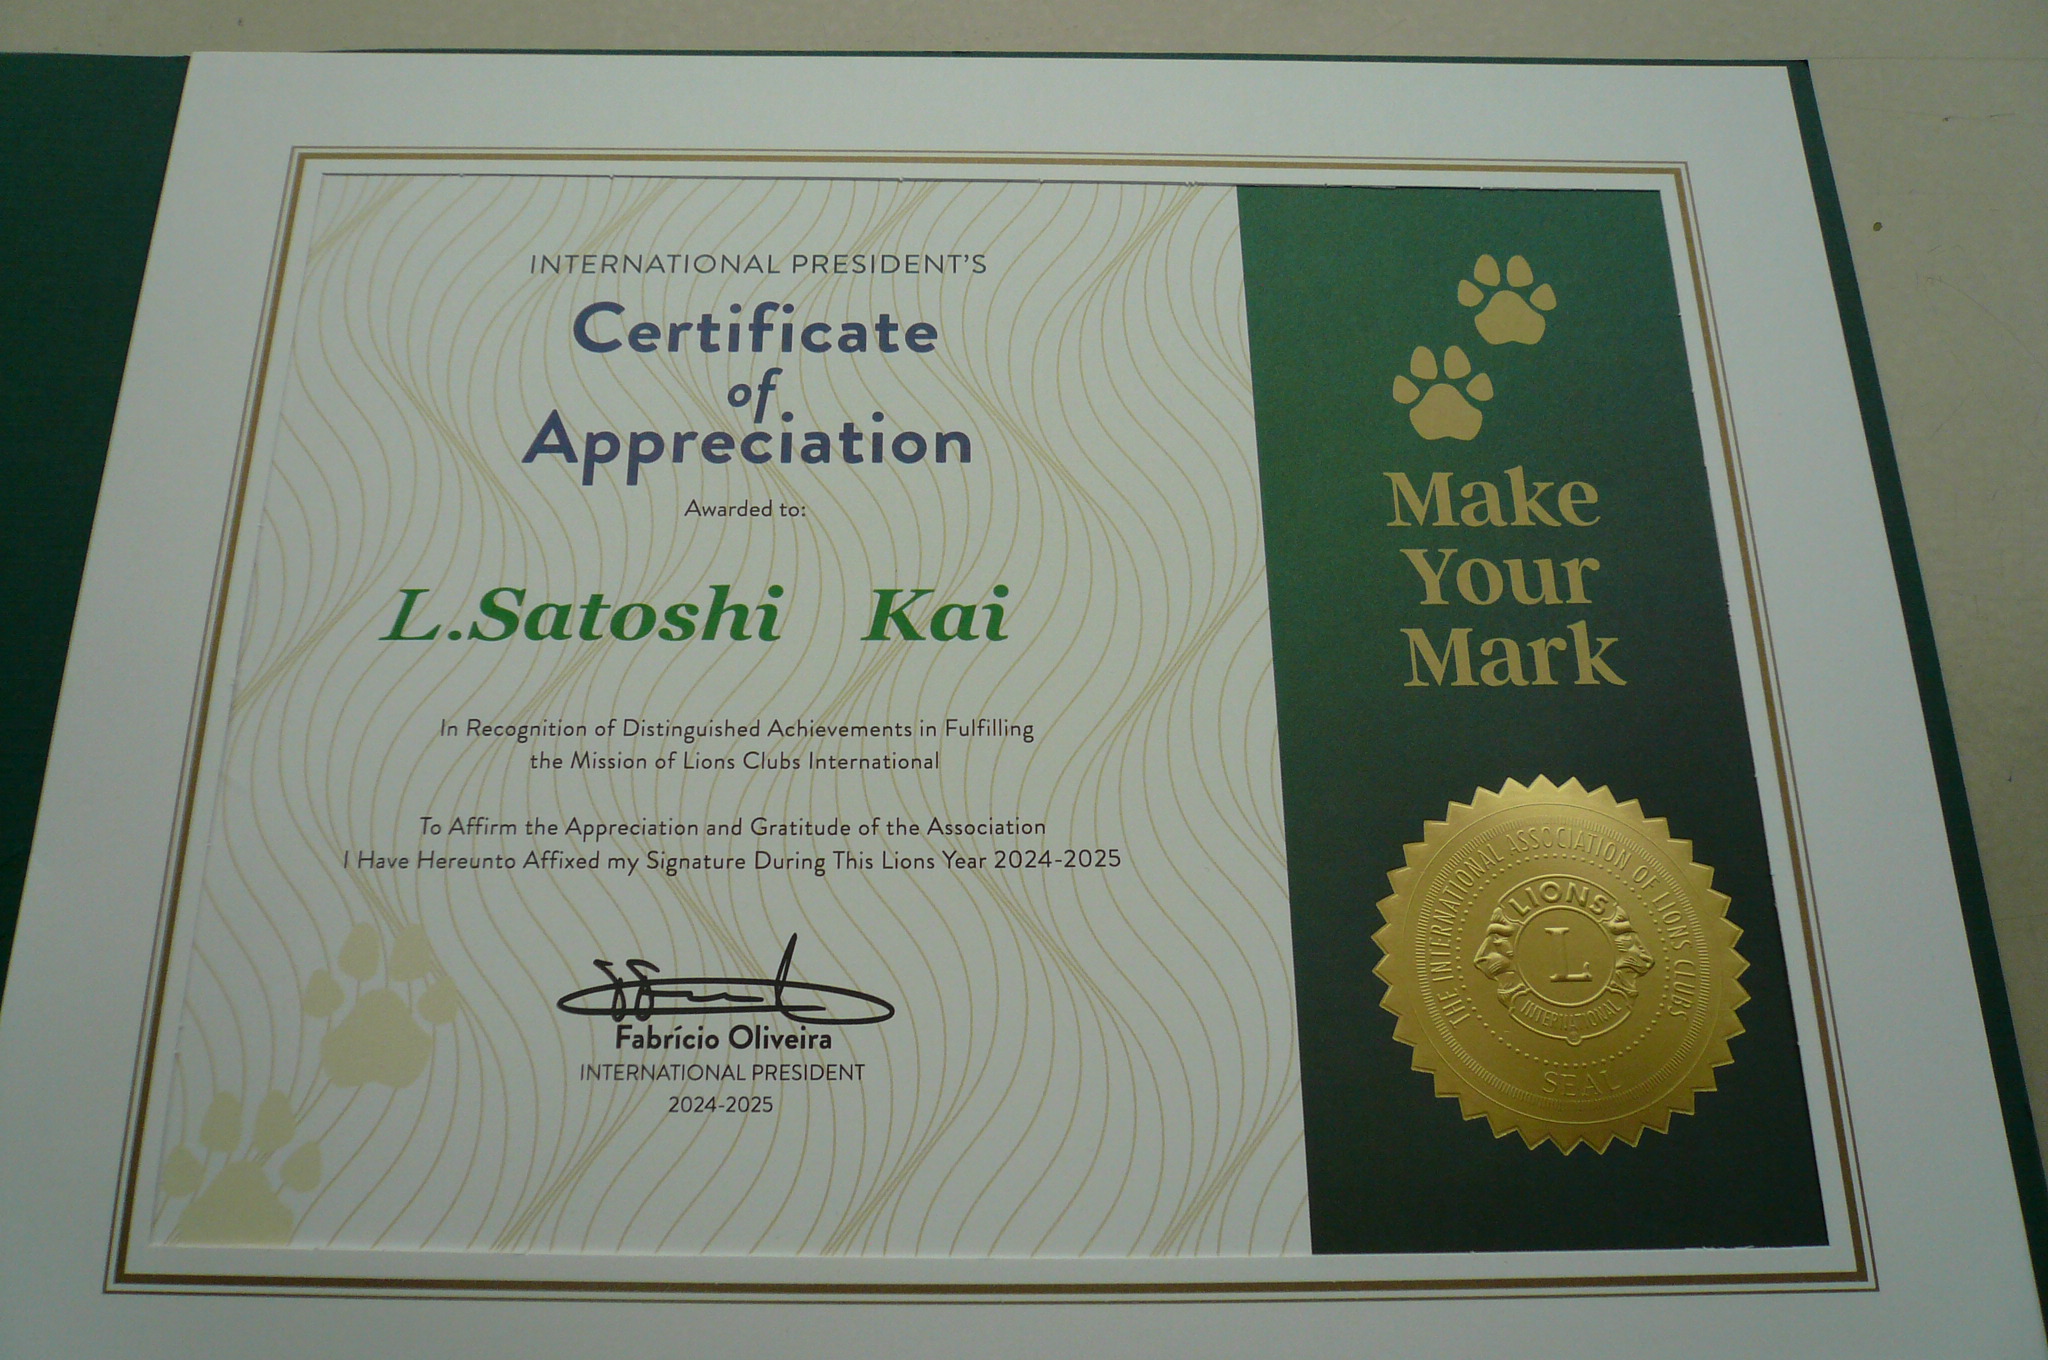 INTERNATIONAL PRESIDENT'S
Certificate
of
Appreciation
Awarded to:
L.Satoshi Kai
In Recognition of Distinguished Achievements in Fulfilling
the Mission of Lions Clubs International
To Affirm the Appreciation and Gratitude of the Association
I Have Hereunto Affixed my Signature During This Lions Year 2024-2025
Fabrício Oliveira
INTERNATIONAL PRESIDENT
2024-2025
Make
Your
Mark
THE INTERNATIONAL ASSOCIATION OF LIONS CLUBS
LIONS
L
INTERNATIONAL
SEAL